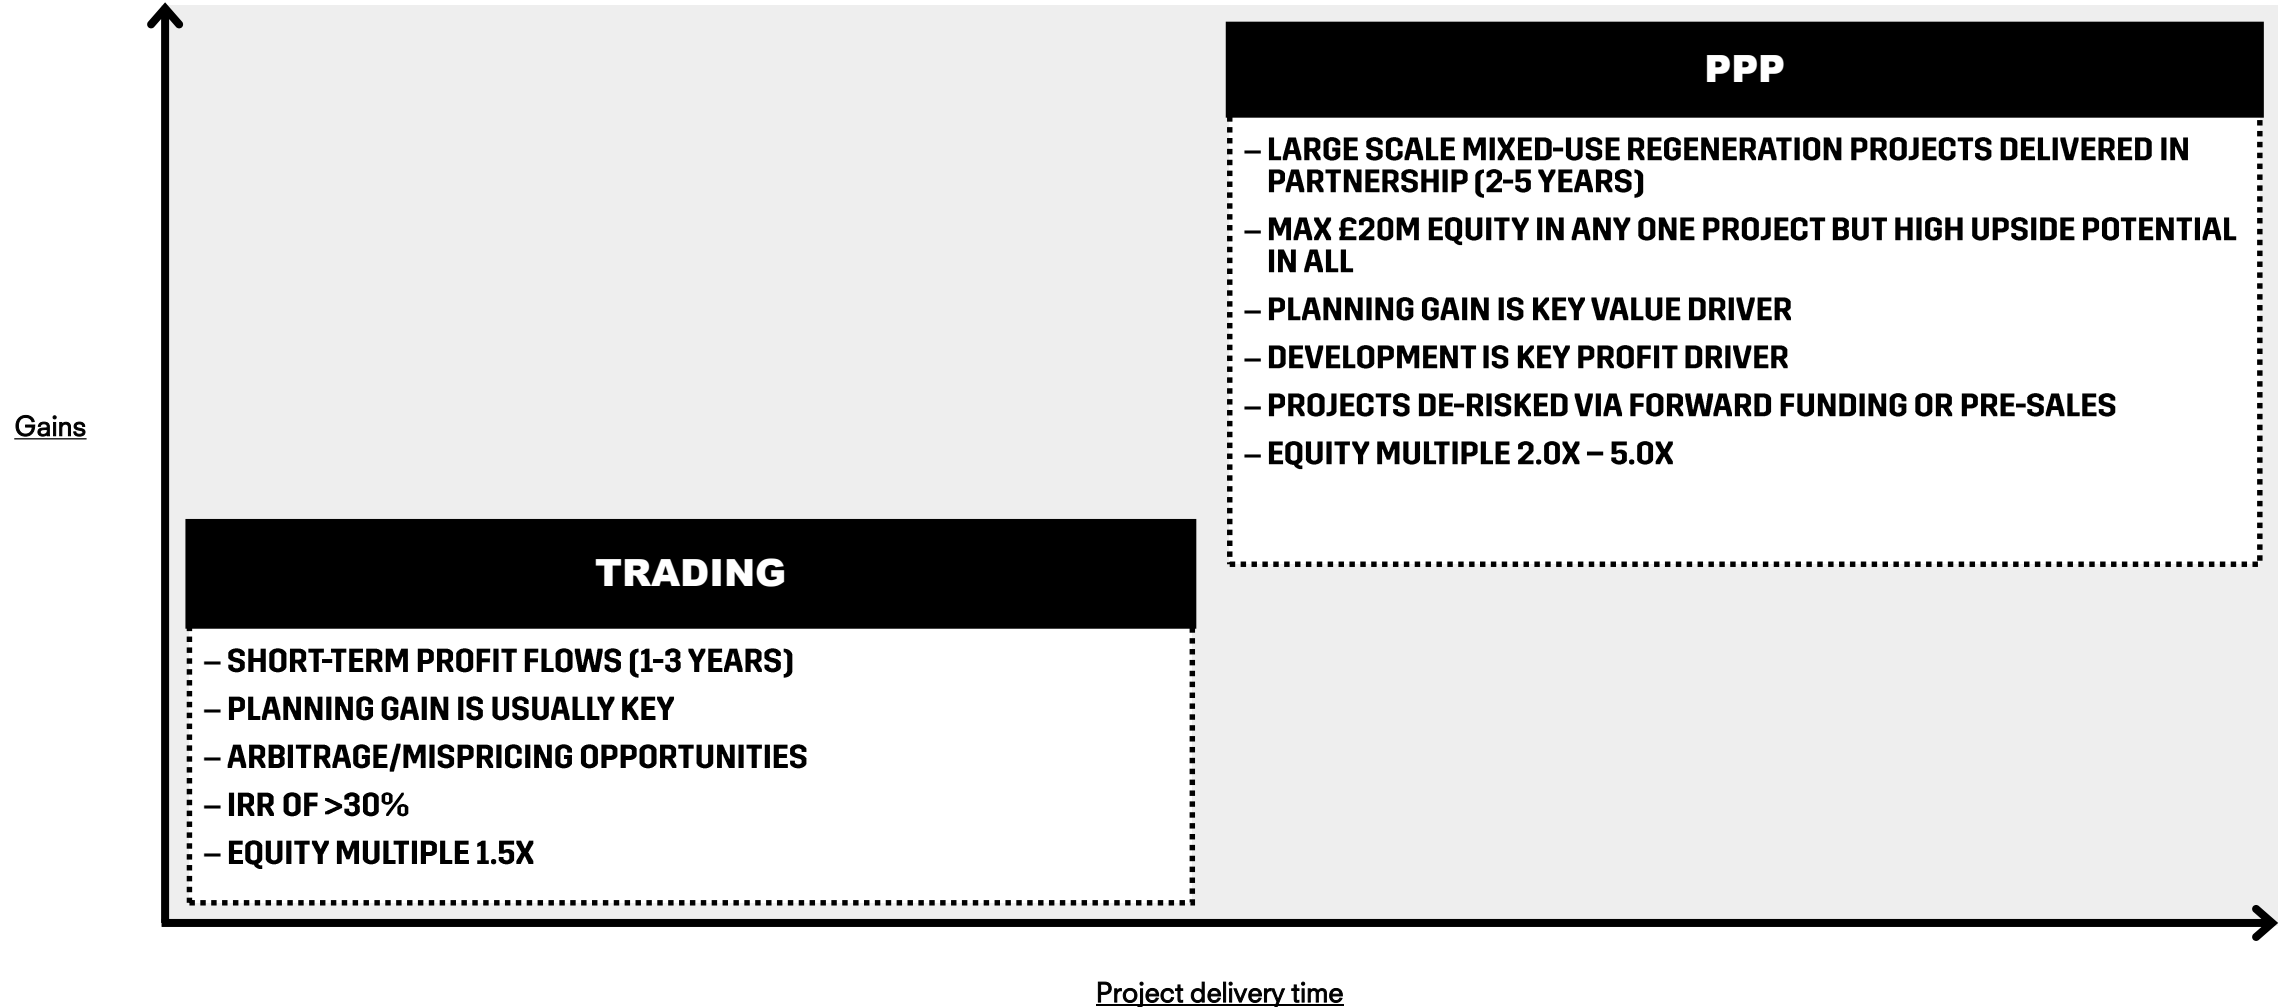 PPP
– LARGE SCALE MIXED-USE REGENERATION PROJECTS DELIVERED IN
PARTNERSHIP (2-5 YEARS)
– MAX £20M EQUITY IN ANY ONE PROJECT BUT HIGH UPSIDE POTENTIAL
IN ALL
– PLANNING GAIN IS KEY VALUE DRIVER
– DEVELOPMENT IS KEY PROFIT DRIVER
– PROJECTS DE-RISKED VIA FORWARD FUNDING OR PRE-SALES
– EQUITY MULTIPLE 2.0X – 5.0X
Gains
TRADING
– SHORT-TERM PROFIT FLOWS (1-3 YEARS)
– PLANNING GAIN IS USUALLY KEY
– ARBITRAGE/MISPRICING OPPORTUNITIES
– IRR OF >30%
– EQUITY MULTIPLE 1.5X
Project delivery time